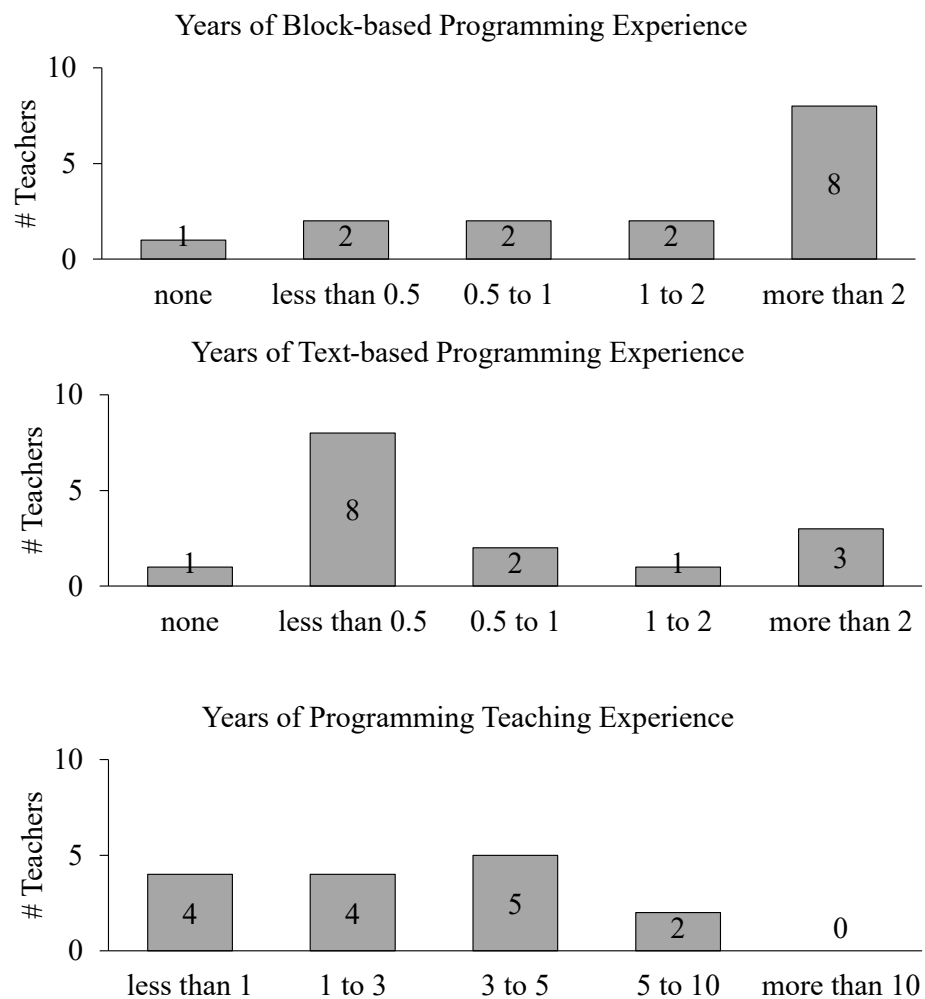 Years of Block-based Programming Experience
# Teachers
10
5
0
1
2
2
2
8
none
less than 0.5
0.5 to 1
1 to 2
more than 2
Years of Text-based Programming Experience
# Teachers
10
5
0
1
8
2
1
3
none
less than 0.5
0.5 to 1
1 to 2
more than 2
Years of Programming Teaching Experience
# Teachers
10
5
0
4
4
5
2
0
less than 1
1 to 3
3 to 5
5 to 10
more than 10